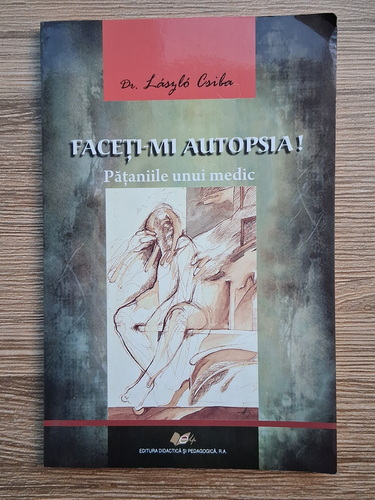 Dr. László Csiba
FACEȚI-MI AUTOPSIA!
Pățaniile unui medic
EDITURA DIDACTICĂ ȘI PEDAGOGICĂ, R.A.